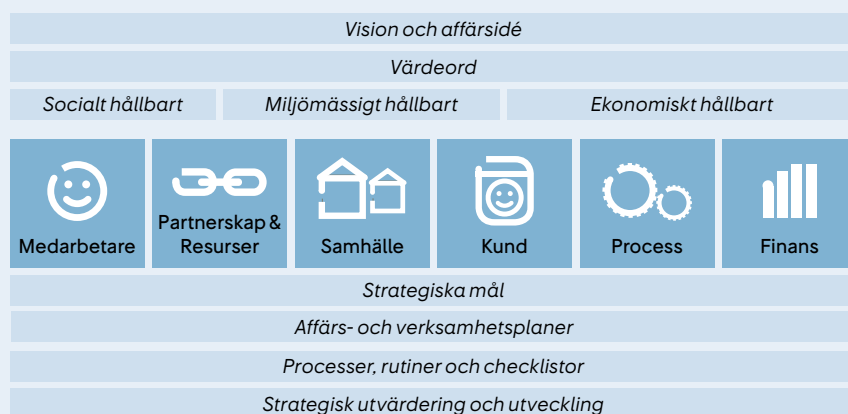 Vision och affärsidé
Värdeord
Socialt hållbart
Miljömässigt hållbart
Ekonomiskt hållbart
Medarbetare
Partnerskap &
Resurser
Samhälle
Kund
Process
Finans
Strategiska mål
Affärs- och verksamhetsplaner
Processer, rutiner och checklistor
Strategisk utvärdering och utveckling